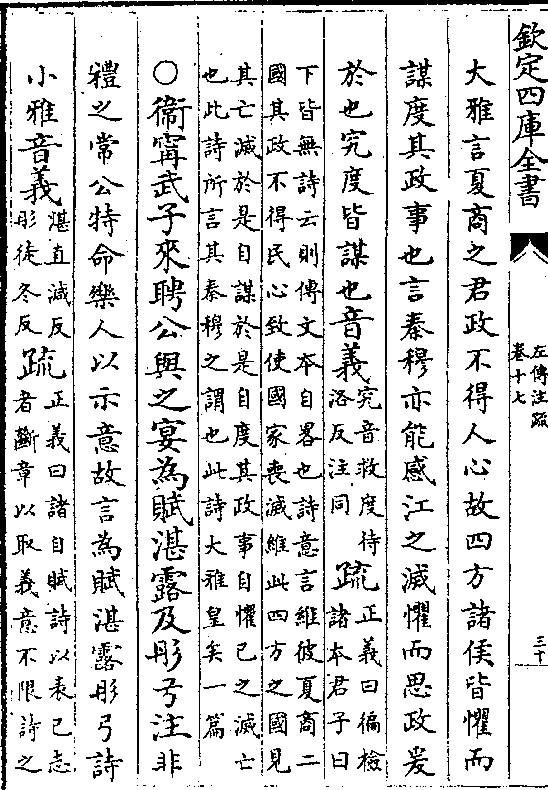 欽定四庫全書
左傳注疏
卷十七
三十
大雅言夏商之君政不得人心故四方諸侯皆懼而
謀度其政事也言秦穆亦能感江之滅懼而思政爰
於也究度皆謀也音義究音救度待
洛反注同
疏正義曰徧檢
諸本君子曰
下皆無詩云則傳文本自畧也詩意言維彼夏商二
國其政不得民心致使國家喪滅維此四方之國見
其亡滅於是自謀於是自度其政事自懼己之滅亡
也此詩所言其秦穆之謂也此詩大雅皇矣一篇
○衞寗武子來聘公與之宴為賦湛露及彤弓注非
禮之常公特命樂人以示意故言為賦湛露彤弓詩
小雅音義湛直減反
彤徒冬反
疏正義曰諸自賦詩以表已志
者斷章以取義意不限詩之